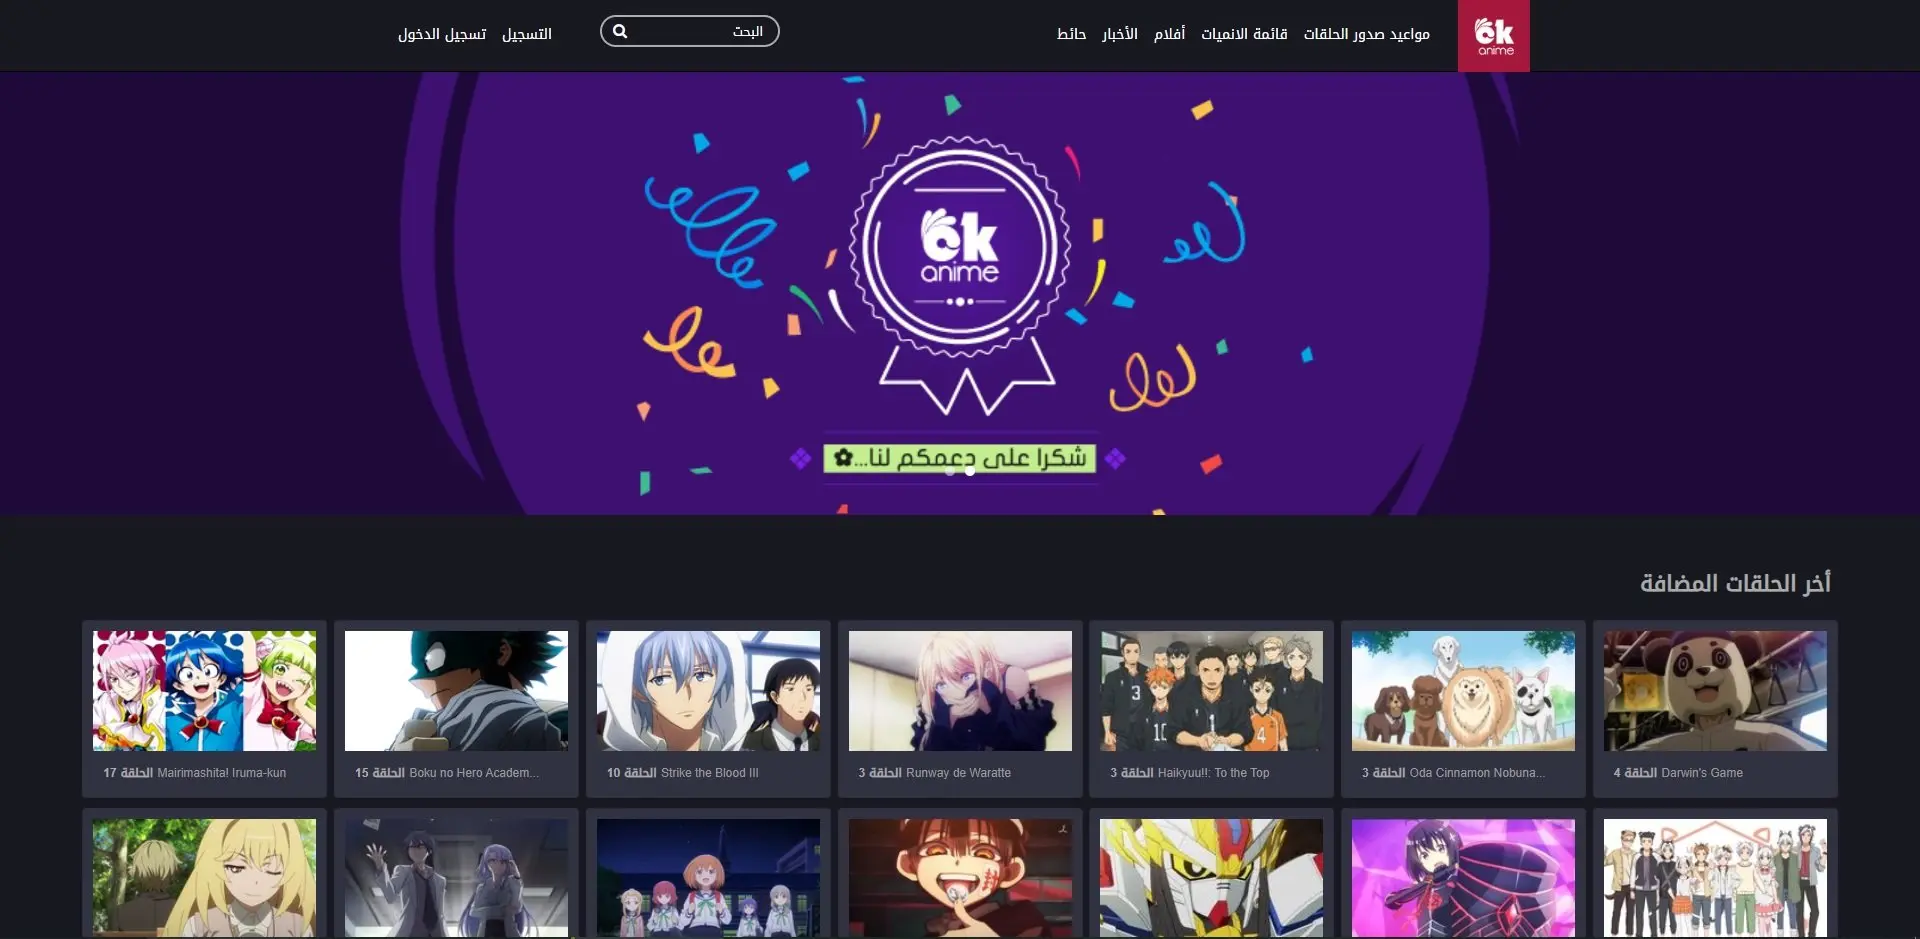 ok
anime
مواعيد صدور الحلقات
قائمة الانميات
أفلام
الأخبار
حائط
البحث
التسجيل
تسجيل الدخول
ok
anime
شكرا على دعمكم لنا...
أخر الحلقات المضافة
Darwin's Game الحلقة 4
Oda Cinnamon Nobuna... الحلقة 3
Haikyuu!!: To the Top الحلقة 3
Runway de Waratte الحلقة 3
Strike the Blood III الحلقة 10
Boku no Hero Academ... الحلقة 15
Mairimashita! Iruma-kun الحلقة 17